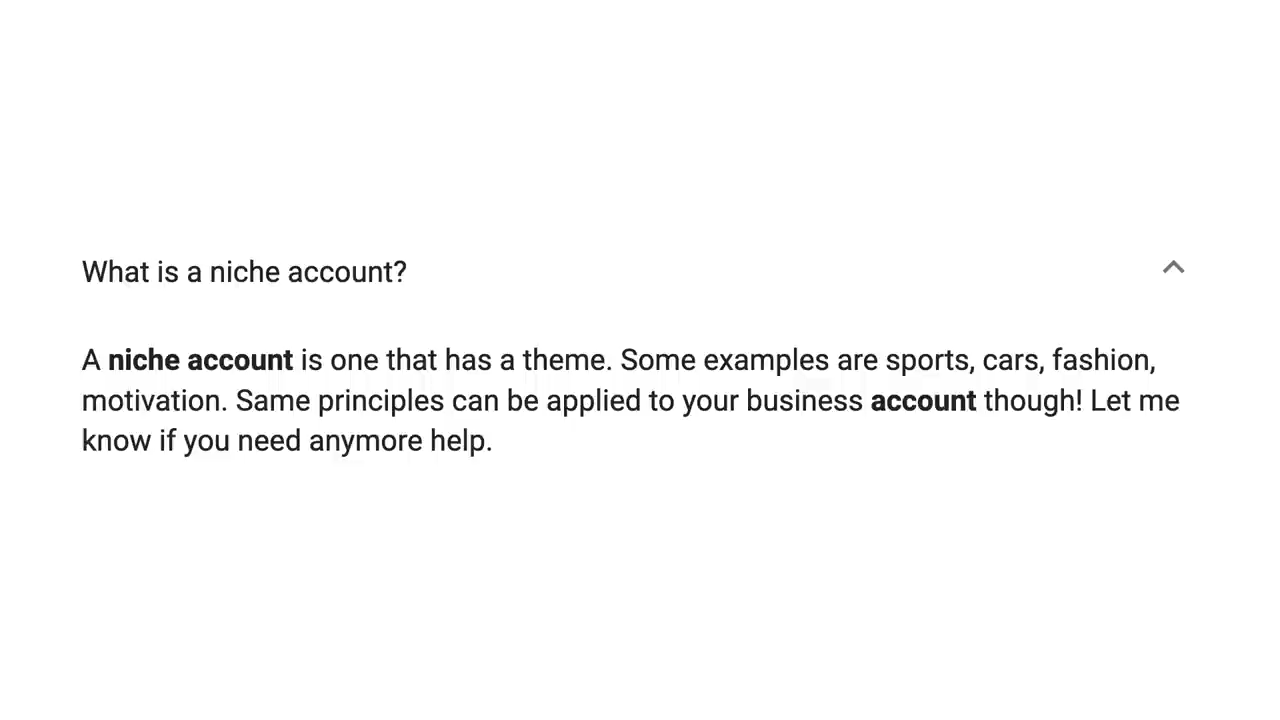 What is a niche account?
A niche account is one that has a theme. Some examples are sports, cars, fashion,
motivation. Same principles can be applied to your business account though! Let me
know if you need anymore help.